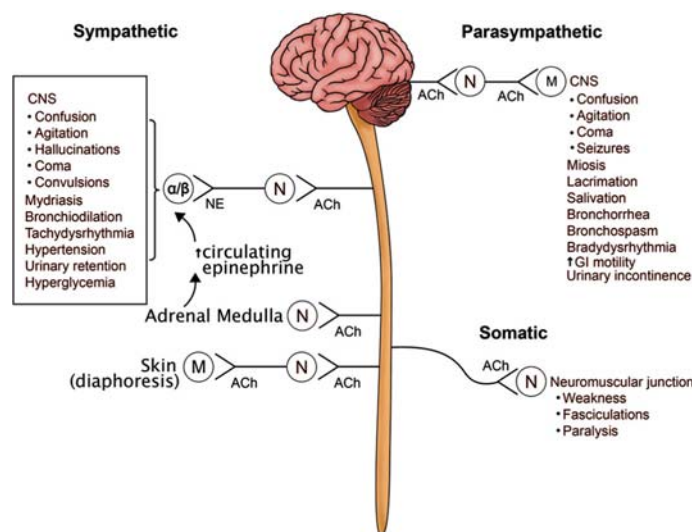 Sympathetic
CNS
• Confusion
• Agitation
• Hallucinations
• Coma
• Convulsions
Mydriasis
Bronchiodilation
Tachydysrhythmia
Hypertension
Urinary retention
Hyperglycemia
α/β
NE
N
ACh
↑circulating
epinephrine
Adrenal Medulla
N
ACh
Skin
(diaphoresis)
M
ACh
N
ACh
Parasympathetic
ACh
N
ACh
M
CNS
• Confusion
• Agitation
• Coma
• Seizures
Miosis
Lacrimation
Salivation
Bronchorrhea
Bronchospasm
Bradydysrhythmia
↑GI motility
Urinary incontinence
Somatic
ACh
N
Neuromuscular junction
• Weakness
• Fasciculations
• Paralysis